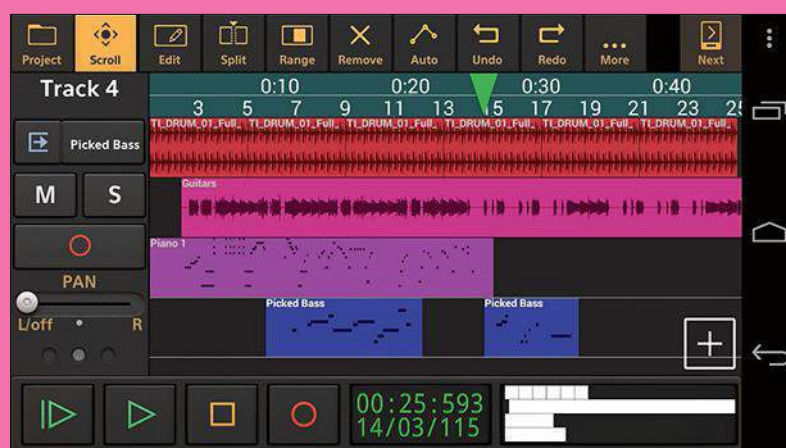 Project Scroll Edit Split Range Remove Auto Undo Redo More Next
Track 4
0:10 0:20 0:30 0:40
3 5 7 9 11 13 15 17 19 21 23 25
TI_DRUM_01_Full_ TI_DRUM_01_Full_ TI_DRUM_01_Full_ TI_DRUM_01_Full_ TI_DRUM_01_Full_ TI_DRUM_01_Full_
Picked Bass
Guitars
M S
Piano 1
PAN
L/off R
Picked Bass Picked Bass
00:25:593
14/03/115